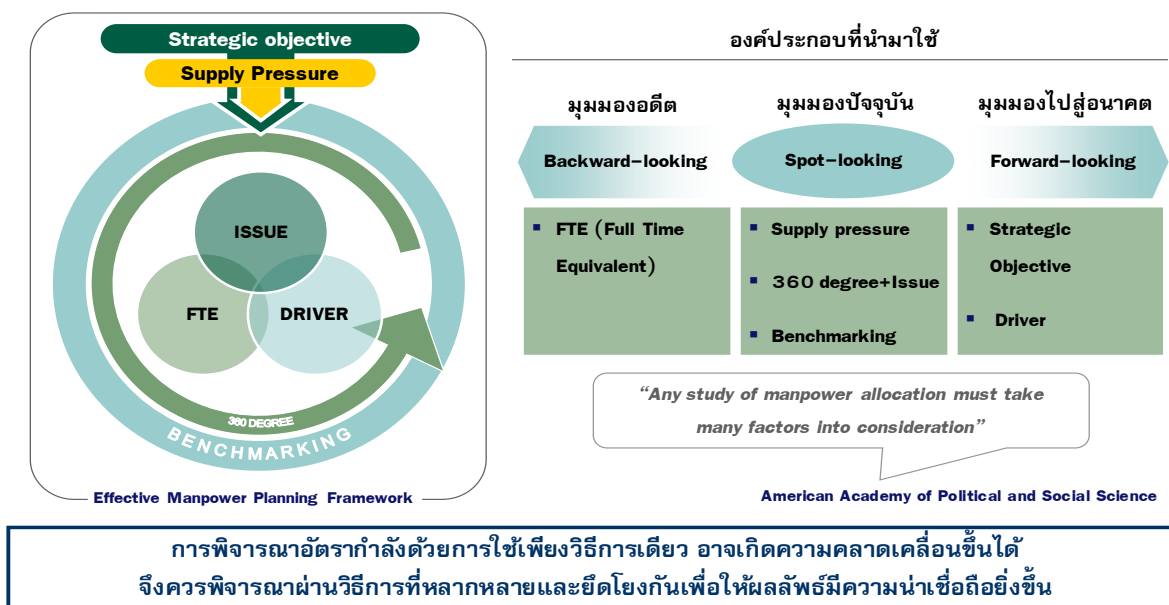 Strategic objective
Supply Pressure
ISSUE
FTE
DRIVER
360 DEGREE
BENCHMARKING
Effective Manpower Planning Framework
องค์ประกอบที่นำมาใช้
มุมมองอดีต
มุมมองปัจจุบัน
มุมมองไปสู่อนาคต
Backward-looking
Spot-looking
Forward-looking
▪ FTE (Full Time
Equivalent)
▪ Supply pressure
▪ 360 degree+Issue
▪ Benchmarking
▪ Strategic
Objective
▪ Driver
“Any study of manpower allocation must take
many factors into consideration”
American Academy of Political and Social Science
การพิจารณาอัตรากำลังด้วยการใช้เพียงวิธีการเดียว อาจเกิดความคลาดเคลื่อนขึ้นได้
จึงควรพิจารณาผ่านวิธีการที่หลากหลายและยึดโยงกันเพื่อให้ผลลัพธ์มีความน่าเชื่อถือยิ่งขึ้น